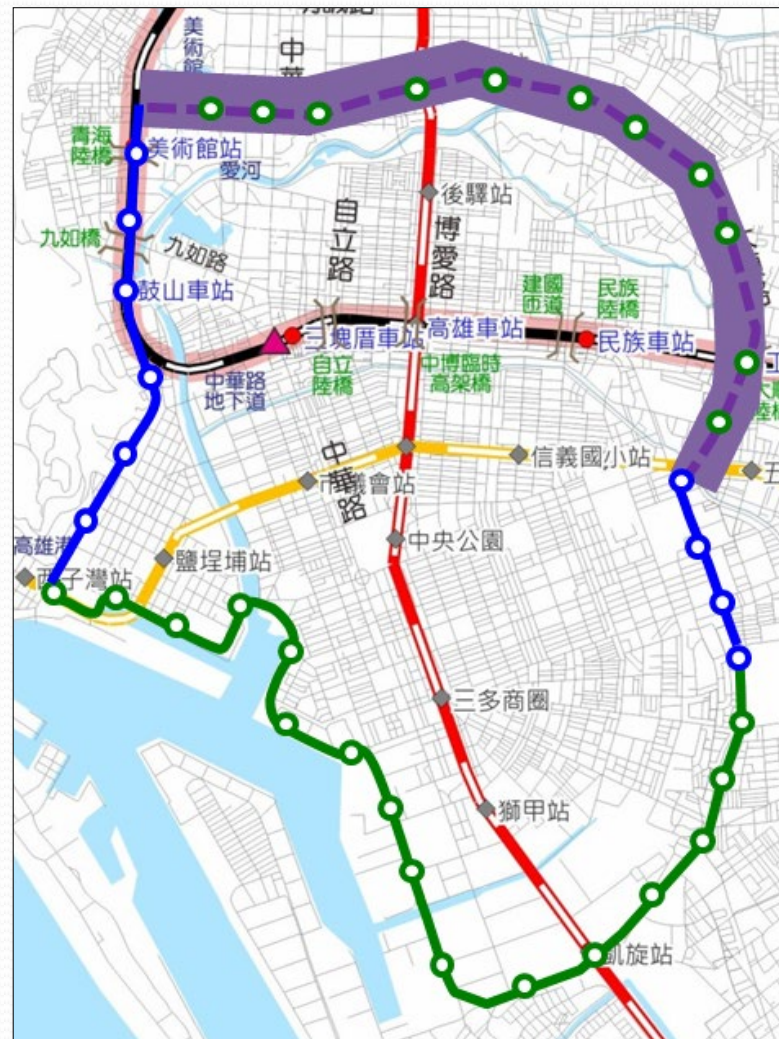 美術館
中華
青海
陸橋
美術館站
愛河
後驛站
九如橋
九如路
自立路
博愛路
鼓山車站
建國
匝道
民族
陸橋
三塊厝車站
高雄車站
民族車站
自立
陸橋
中博臨時
高架橋
中華路
地下道
中華路
信義國小站
市議會站
五
中央公園
高雄港
鹽埕埔站
西子灣站
三多商圈
獅甲站
凱旋站